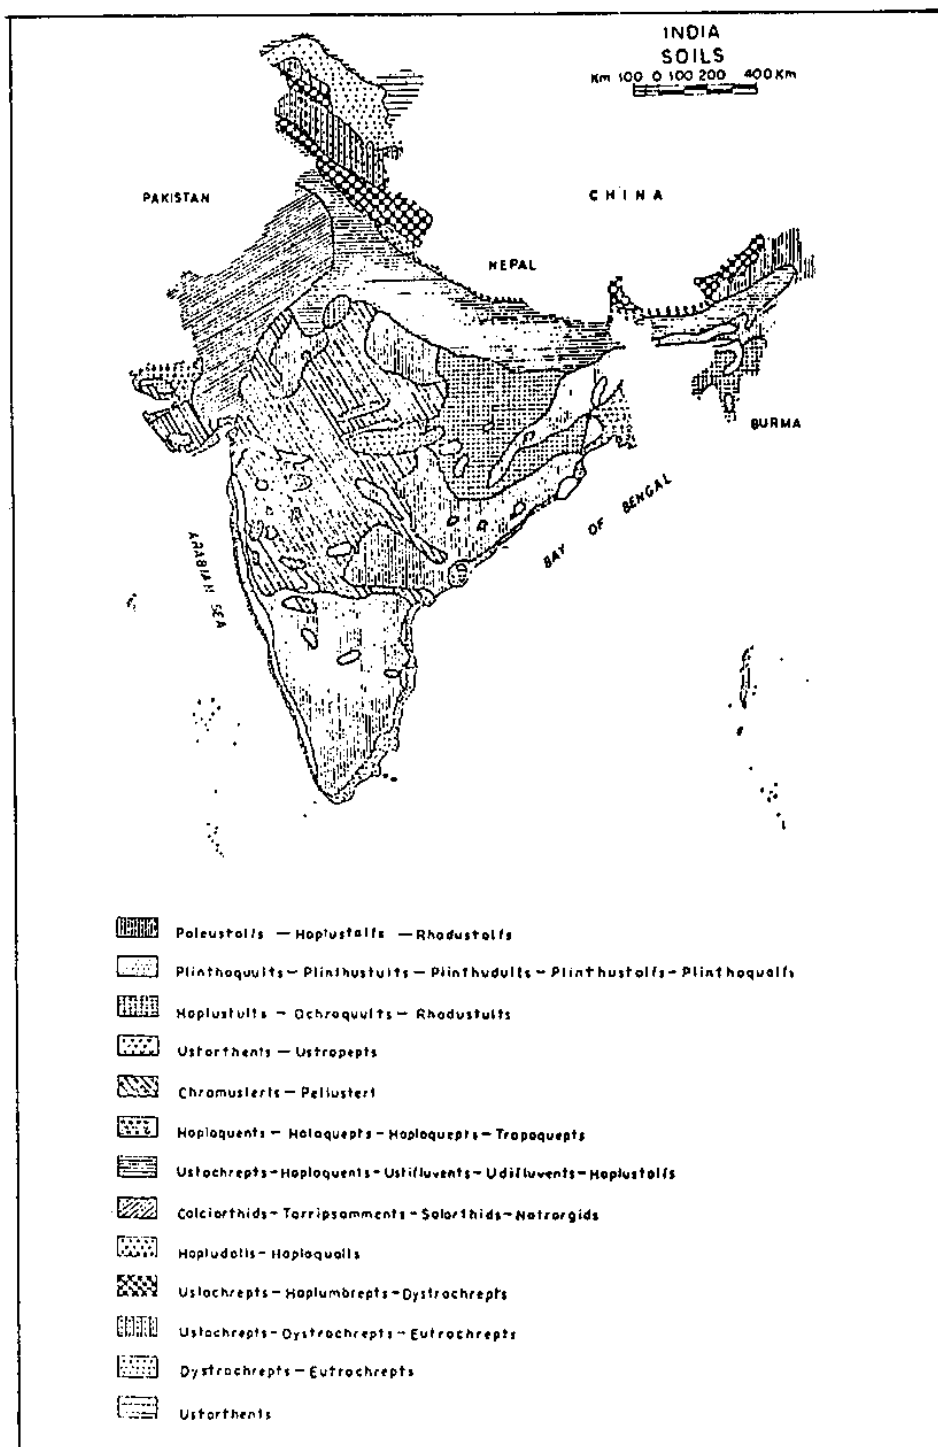 INDIA
SOILS
Km 100 0 100 200 400 Km
PAKISTAN
CHINA
NEPAL
BURMA
ARABIAN SEA
BAY OF BENGAL
Paleustalfs — Haplustalfs — Rhodustalfs
Plinthaquults — Plinthustults — Plinthudults — Plinthustalfs — Plinthaqualfs
Haplustults — Ochraquults — Rhodustults
Ustorthents — Ustropepts
Chromusterts — Pellustert
Haplaquents — Halaquepts — Haplaquepts — Tropaquepts
Ustochrepts — Haplaquents — Ustifluvents — Udifluvents — Haplustalfs
Calciorthids — Torripsamments — Salorthids — Natrargids
Hapludolls — Haplaquolls
Ustochrepts — Haplumbrepts — Dystrochrepts
Ustochrepts — Dystrochrepts — Eutrochrepts
Dystrochrepts — Eutrochrepts
Ustorthents